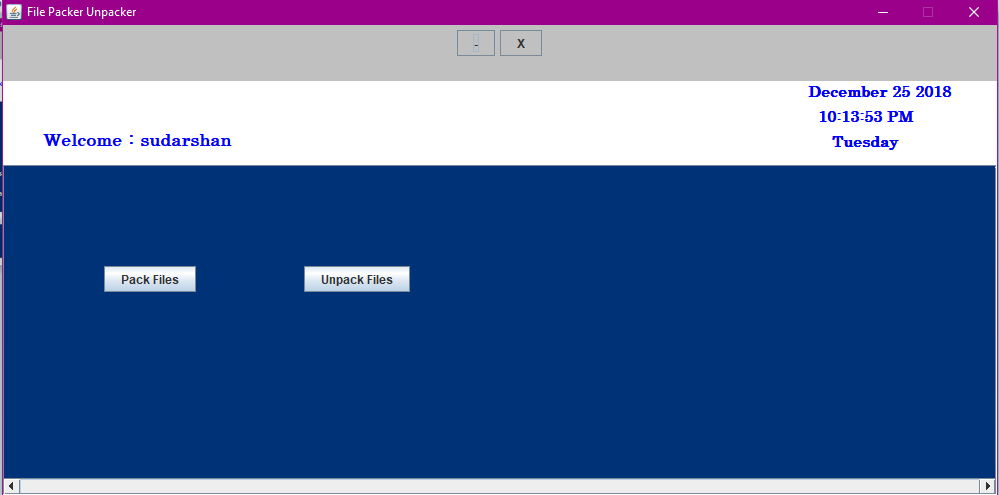 File Packer Unpacker
- X
December 25 2018
10:13:53 PM
Welcome : sudarshan
Tuesday
Pack Files Unpack Files